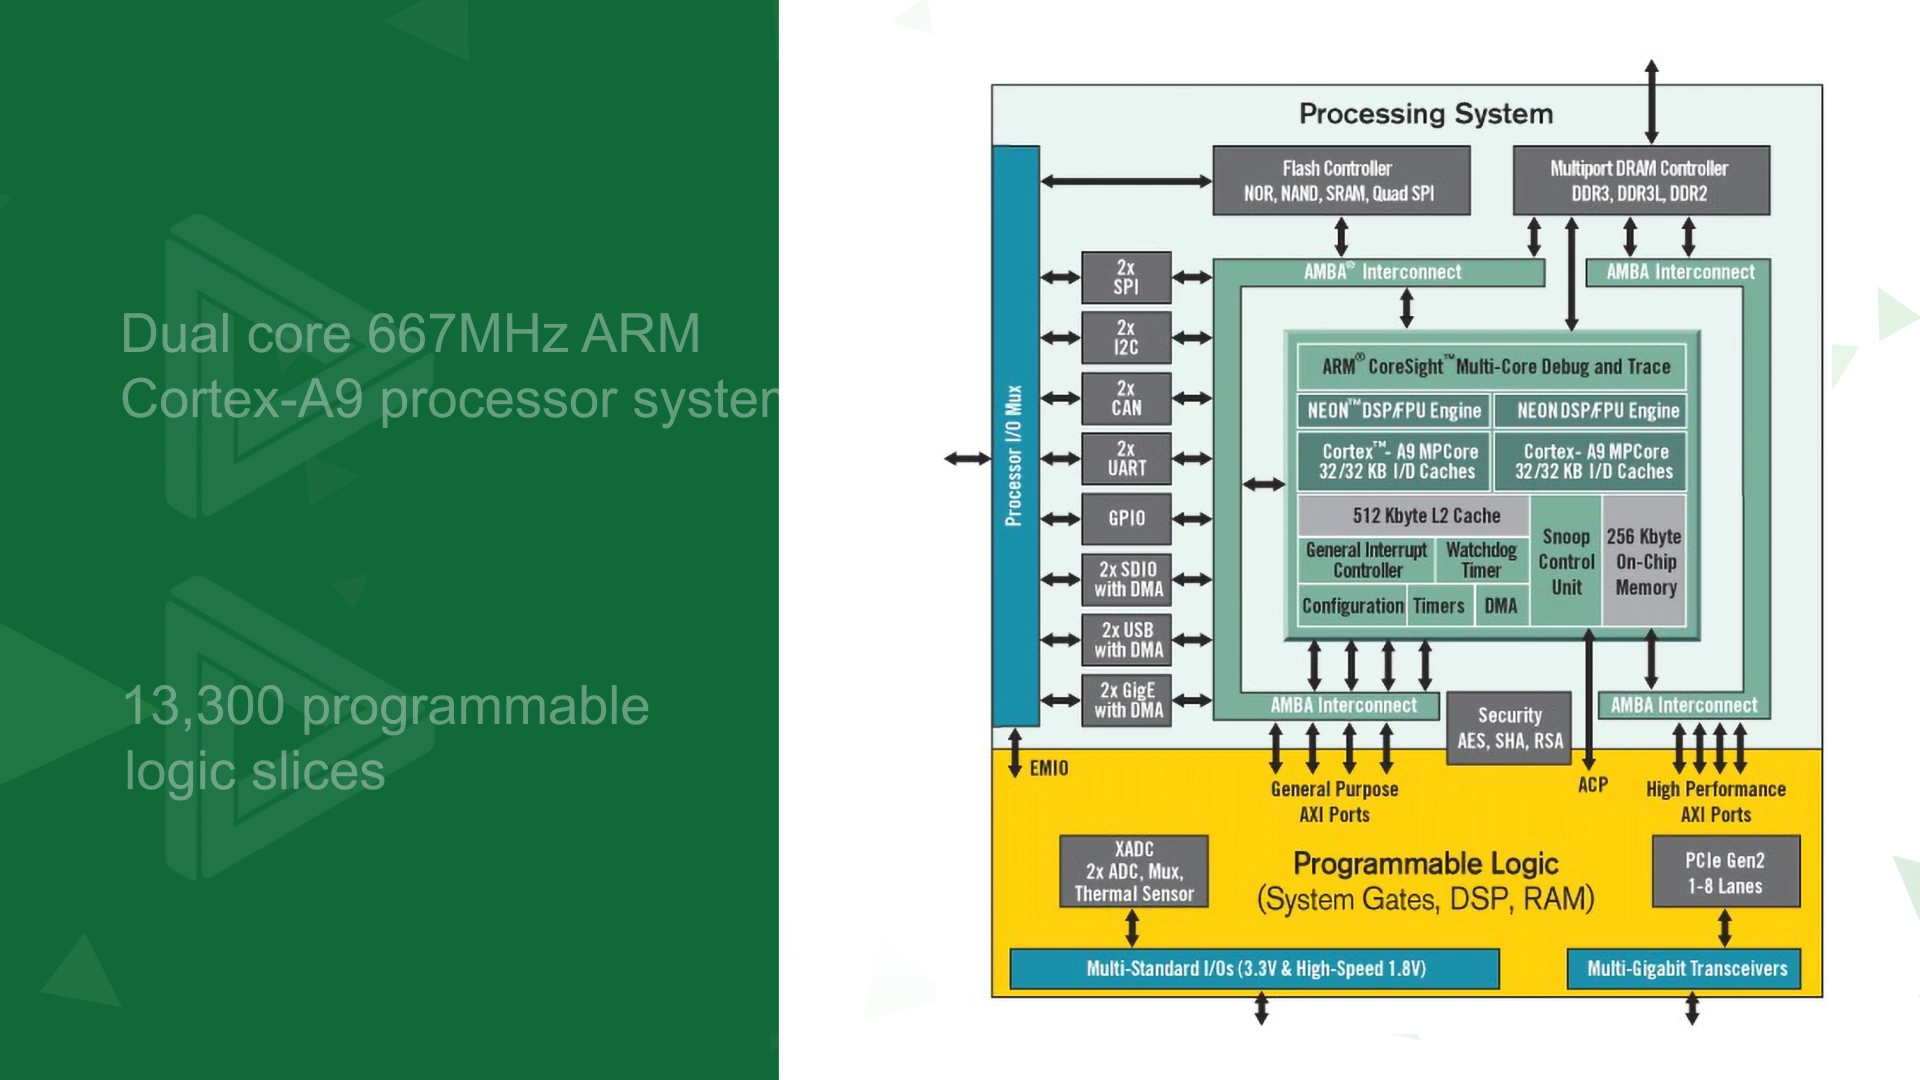 Dual core 667MHz ARM
Cortex-A9 processor system
13,300 programmable
logic slices
Processing System
Flash Controller
NOR, NAND, SRAM, Quad SPI
Multiport DRAM Controller
DDR3, DDR3L, DDR2
Processor I/O Mux
2x
SPI
2x
I2C
2x
CAN
2x
UART
GPIO
2x SDIO
with DMA
2x USB
with DMA
2x GigE
with DMA
AMBA® Interconnect
AMBA Interconnect
ARM® CoreSight™ Multi-Core Debug and Trace
NEON™ DSP/FPU Engine
NEON DSP/FPU Engine
Cortex™- A9 MPCore
32/32 KB I/D Caches
Cortex- A9 MPCore
32/32 KB I/D Caches
512 Kbyte L2 Cache
General Interrupt
Controller
Watchdog
Timer
Configuration
Timers
DMA
Snoop
Control
Unit
256 Kbyte
On-Chip
Memory
AMBA Interconnect
Security
AES, SHA, RSA
AMBA Interconnect
EMIO
General Purpose
AXI Ports
ACP
High Performance
AXI Ports
XADC
2x ADC, Mux,
Thermal Sensor
Programmable Logic
(System Gates, DSP, RAM)
PCIe Gen2
1-8 Lanes
Multi-Standard I/Os (3.3V & High-Speed 1.8V)
Multi-Gigabit Transceivers